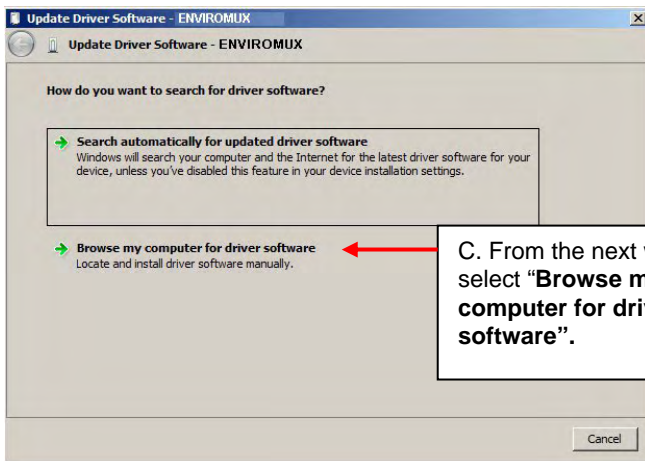 Update Driver Software - ENVIROMUX
Update Driver Software - ENVIROMUX
How do you want to search for driver software?
Search automatically for updated driver software
Windows will search your computer and the Internet for the latest driver software for your
device, unless you've disabled this feature in your device installation settings.
Browse my computer for driver software
Locate and install driver software manually.
C. From the next
select “Browse
computer for
software”.
Cancel